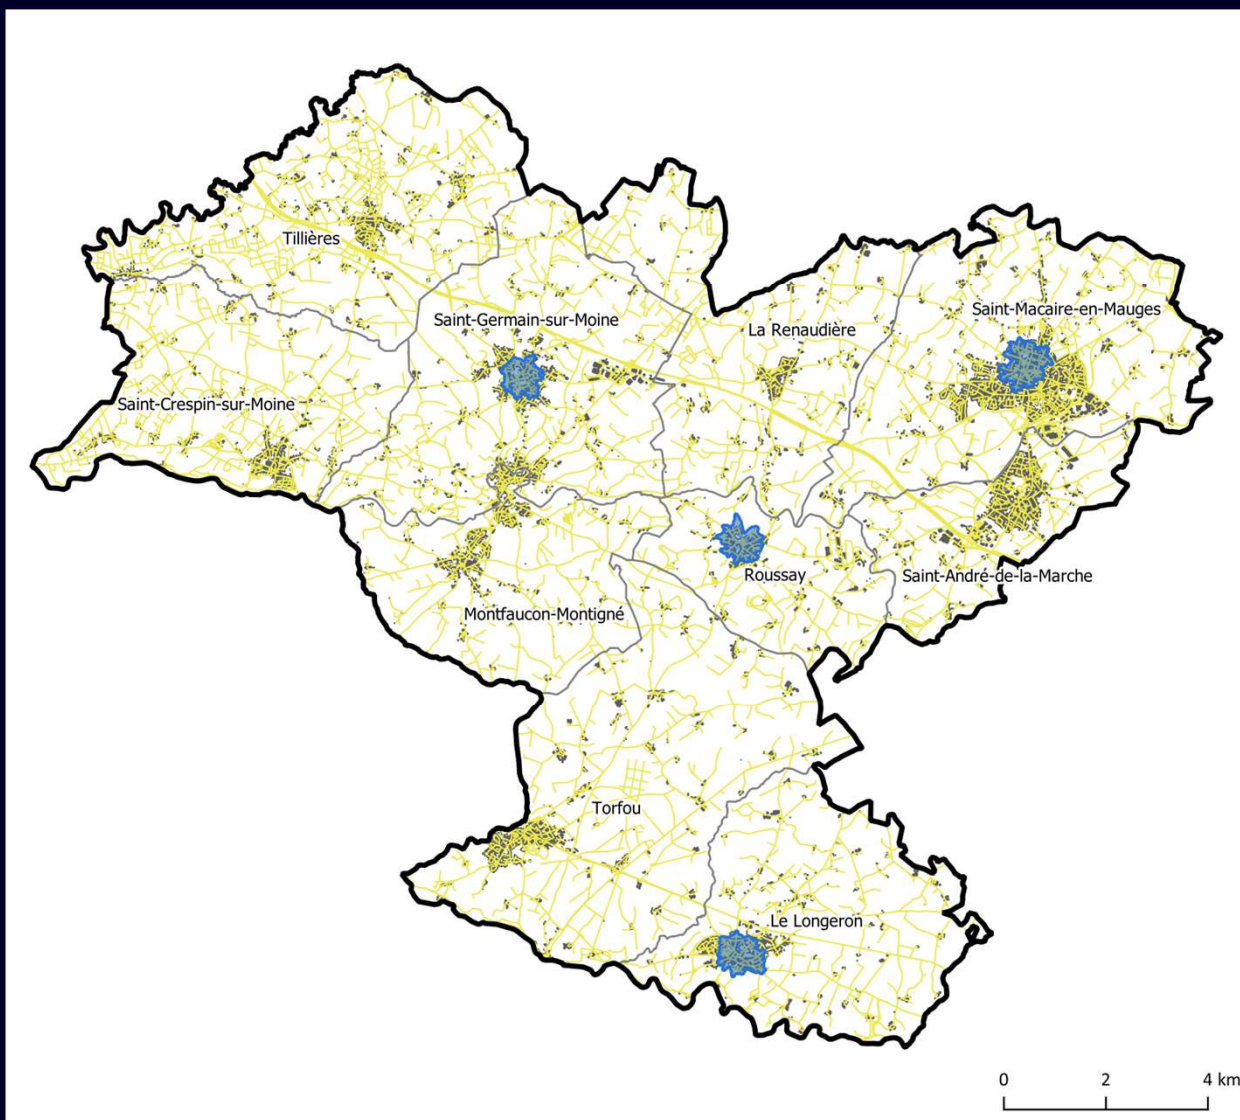 Tillières
Saint-Germain-sur-Moine
La Renaudière
Saint-Macaire-en-Mauges
Saint-Crespin-sur-Moine
Roussay
Saint-André-de-la-Marche
Montfaucon-Montigné
Torfou
Le Longeron
0 2 4 km